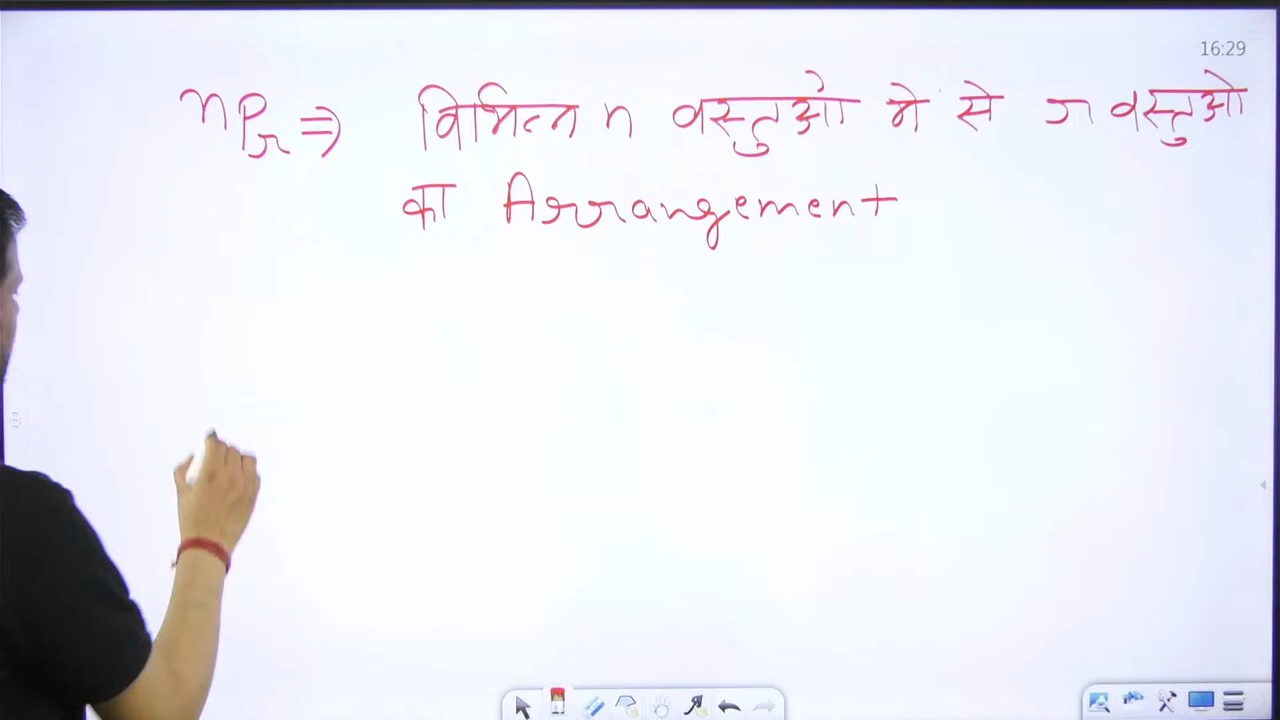 16:29
nPr ⇒ विभिन्न n वस्तुओ मे से r वस्तुओ
का Arrangement